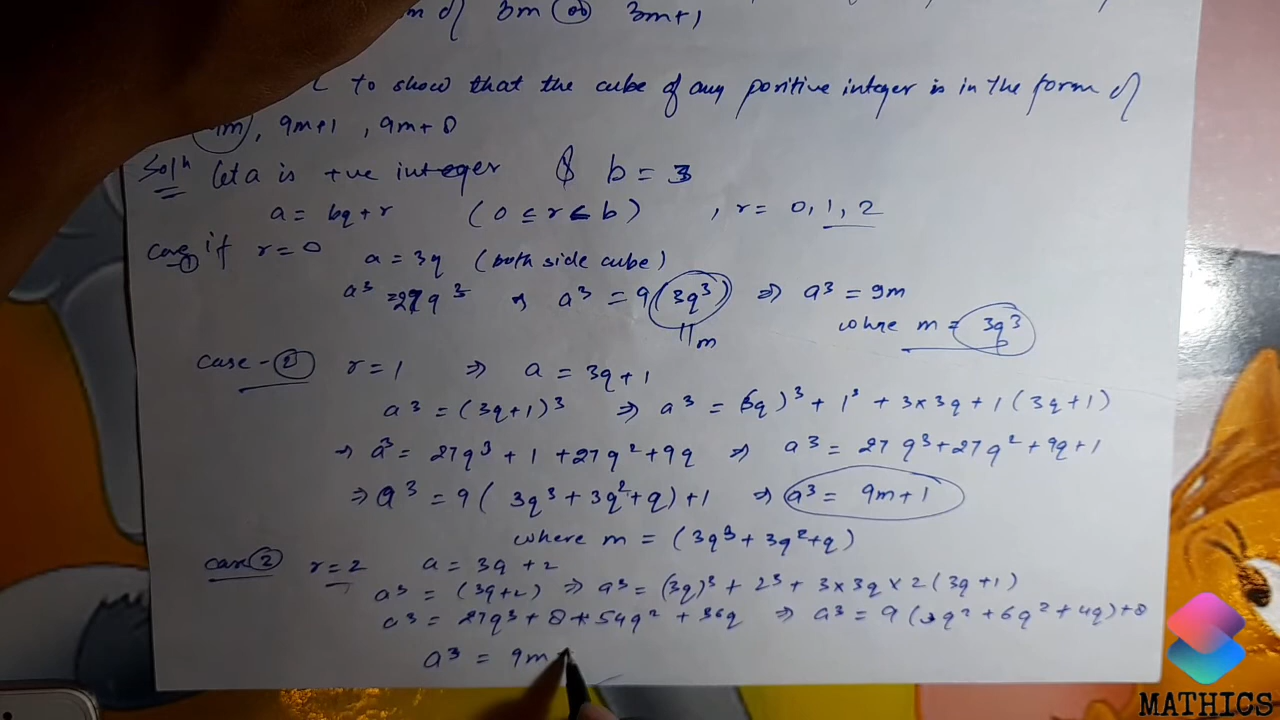 of 3m or 3m+1
to show that the cube of any positive integer is in the form of
9m, 9m+1, 9m+8
Solⁿ let a is +ve integer & b = 3
a = bq + r (0 ≤ r < b), r = 0, 1, 2
Case ① if r = 0 a = 3q (both side cube)
a³ = 27q³ ⇒ a³ = 9(3q³) ⇒ a³ = 9m
m
where m = 3q³
Case - ② r = 1 ⇒ a = 3q + 1
a³ = (3q+1)³ ⇒ a³ = (3q)³ + 1³ + 3×3q+1(3q+1)
⇒ a³ = 27q³ + 1 + 27q² + 9q ⇒ a³ = 27q³+27q²+9q+1
⇒ a³ = 9(3q³+3q²+q)+1 ⇒ a³ = 9m+1
where m = (3q³+3q²+q)
Case ② r = 2 a = 3q + 2
a³ = (3q+2)³ ⇒ a³ = (3q)³ + 2³ + 3×3q×2(3q+1)
a³ = 27q³ + 8 + 54q² + 36q ⇒ a³ = 9(3q²+6q²+4q)+8
a³ = 9m
MATHICS